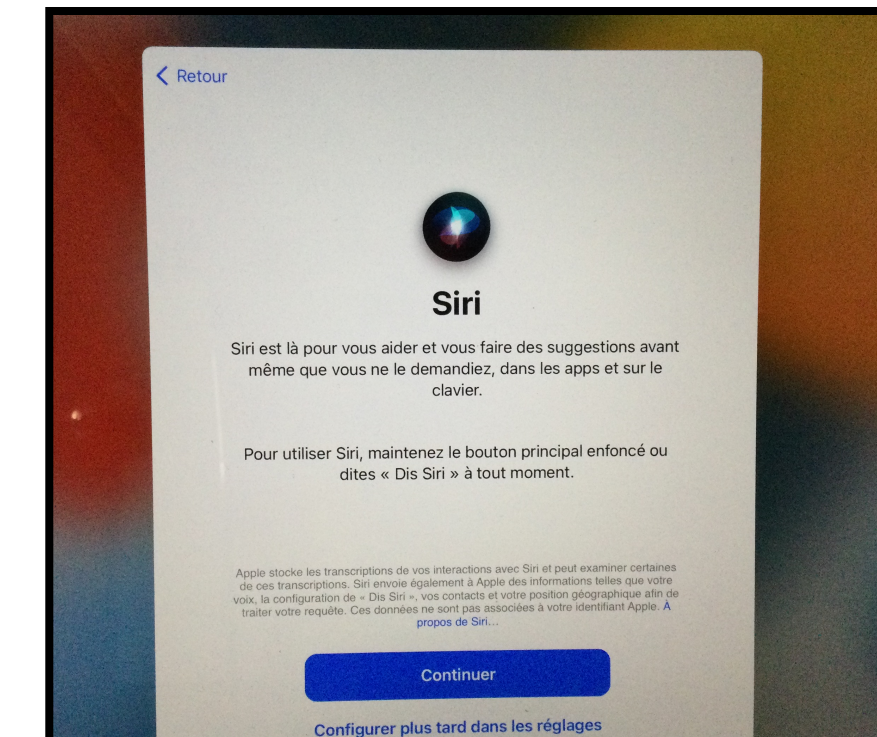 Retour
Siri
Siri est là pour vous aider et vous faire des suggestions avant
même que vous ne le demandiez, dans les apps et sur le
clavier.
Pour utiliser Siri, maintenez le bouton principal enfoncé ou
dites « Dis Siri » à tout moment.
Apple stocke les transcriptions de vos interactions avec Siri et peut examiner certaines
de ces transcriptions. Siri envoie également à Apple des informations telles que votre
voix, la configuration de « Dis Siri », vos contacts et votre position géographique afin de
traiter votre requête. Ces données ne sont pas associées à votre identifiant Apple. À
propos de Siri...
Continuer
Configurer plus tard dans les réglages